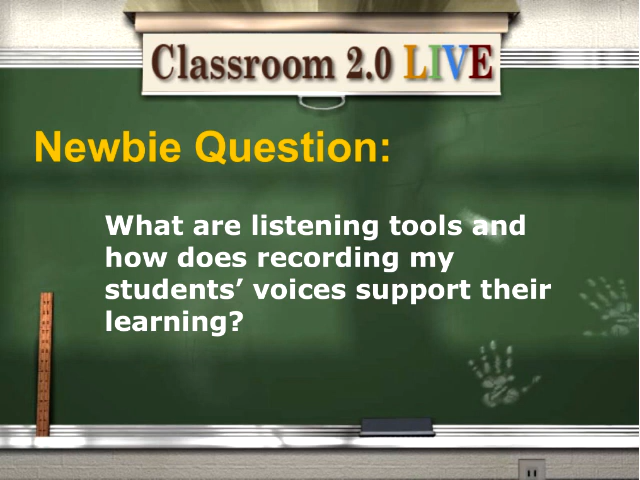 Classroom 2.0 LIVE
Newbie Question:
What are listening tools and
how does recording my
students’ voices support their
learning?